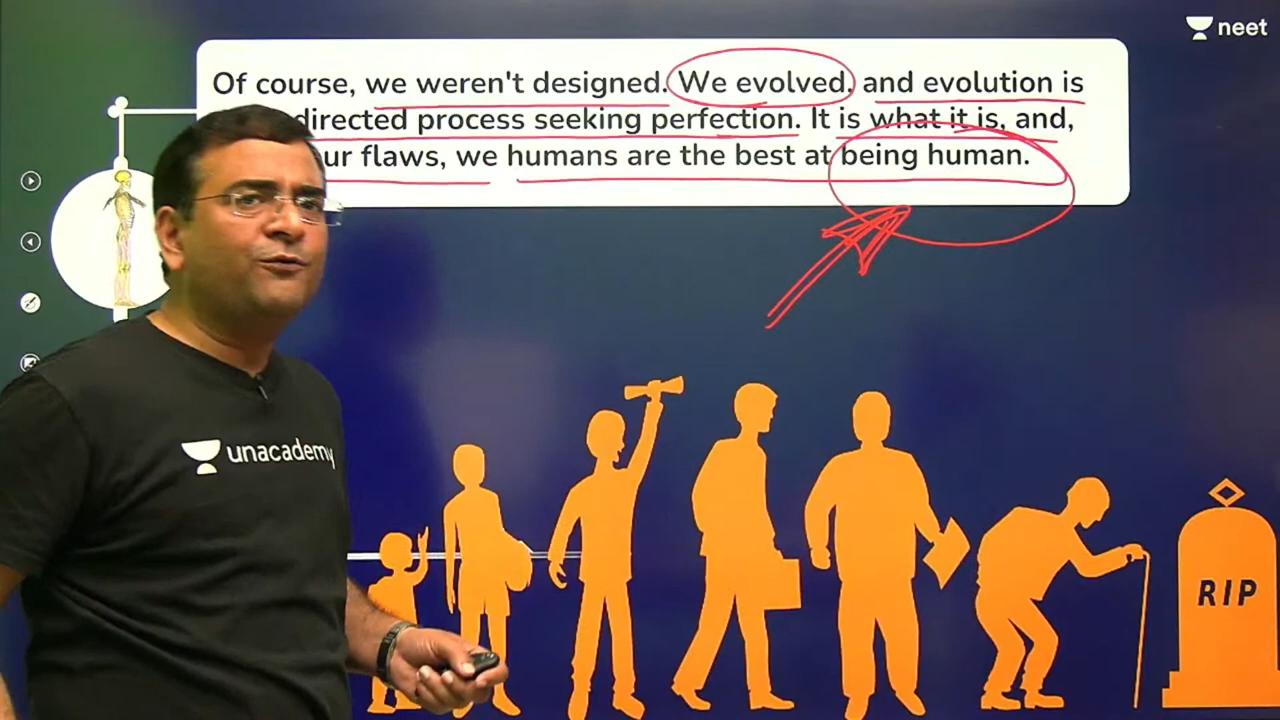 neet
Of course, we weren't designed. We evolved, and evolution is
directed process seeking perfection. It is what it is, and,
ur flaws, we humans are the best at being human.
unacademy
RIP